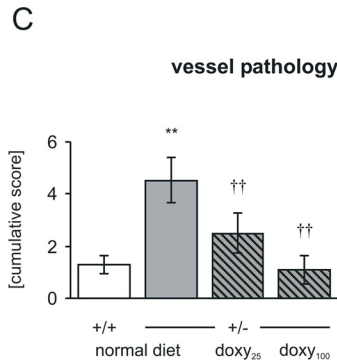 C
vessel pathology
[cumulative score]
6
4
2
0
**
††
††
+/+
+/-
normal diet
doxy₂₅
doxy₁₀₀